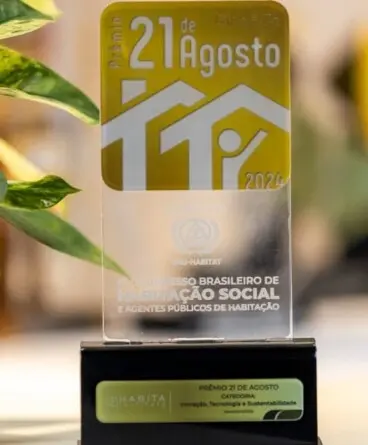 Prêmio
21 de
Agosto
2024
ESSO BRASILEIRO DE
HABITAÇÃO SOCIAL
E AGENTES PÚBLICOS DE HABITAÇÃO
PRÊMIO 21 DE AGOSTO
CATEGORIA:
Inovação, Tecnologia e Sustentabilidade